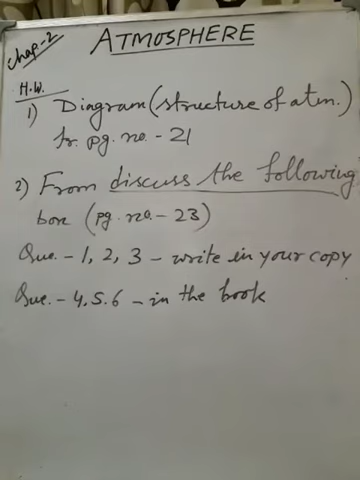 chap-2
ATMOSPHERE
H.W.
1) Diagram (structure of atm.)
fr. pg. no. - 21
2) From discuss the following
box (pg. no. - 23)
Que. - 1, 2, 3 - write in your copy
Que. - 4, 5, 6 - in the book